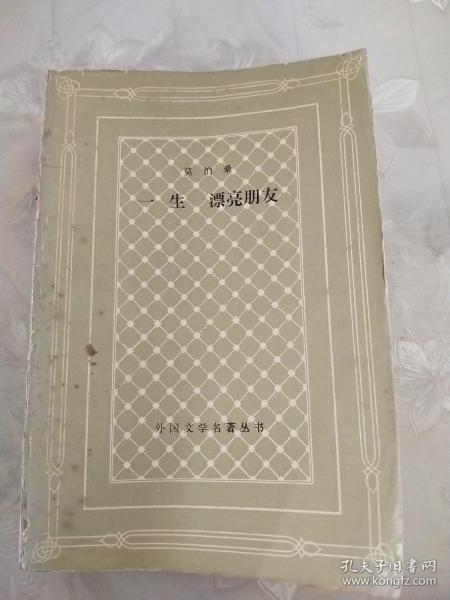 莫泊桑
一生 漂亮朋友
外国文学名著丛书
孔夫子旧书网
www.kongfz.com